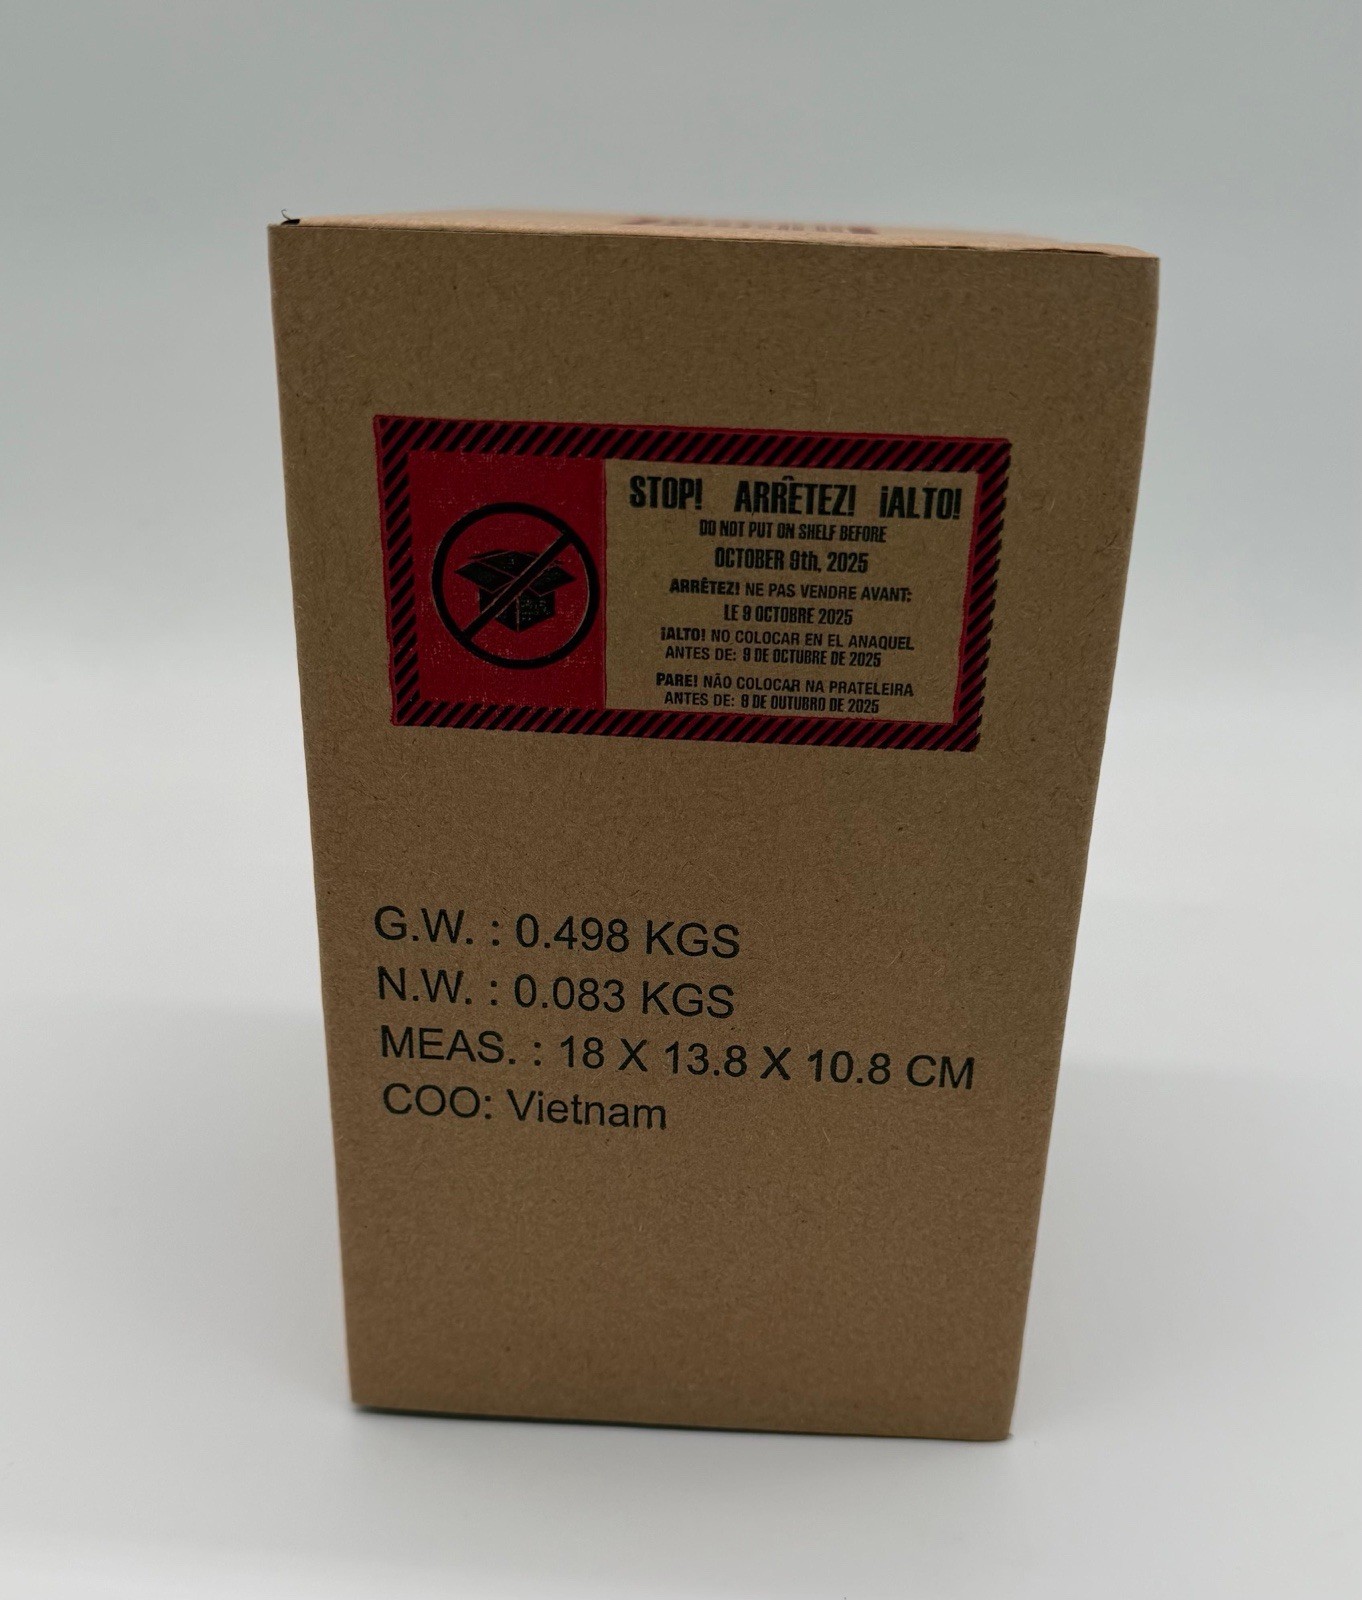 STOP! ARRÊTEZ! ¡ALTO!
DO NOT PUT ON SHELF BEFORE
OCTOBER 9th, 2025
ARRÊTEZ! NE PAS VENDRE AVANT:
LE 9 OCTOBRE 2025
¡ALTO! NO COLOCAR EN EL ANAQUEL
ANTES DE: 9 DE OCTUBRE DE 2025
PARE! NÃO COLOCAR NA PRATELEIRA
ANTES DE: 9 DE OUTUBRO DE 2025
G.W. : 0.498 KGS
N.W. : 0.083 KGS
MEAS. : 18 X 13.8 X 10.8 CM
COO: Vietnam